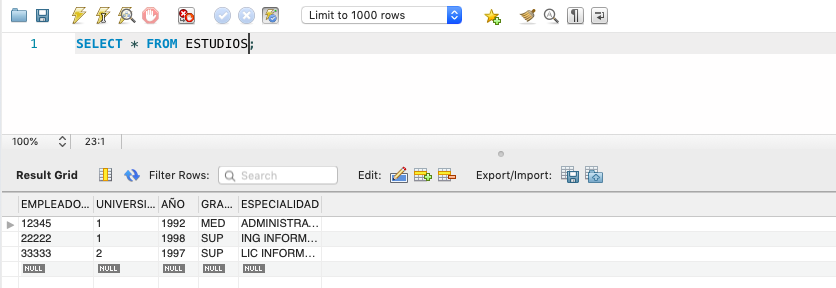 Limit to 1000 rows
1 SELECT * FROM ESTUDIOS;
100% 23:1
Result Grid Filter Rows: Search Edit: Export/Import:
EMPLEADO... UNIVERSI... AÑO GRA... ESPECIALIDAD
12345 1 1992 MED ADMINISTRA...
22222 1 1998 SUP ING INFORM...
33333 2 1997 SUP LIC INFORM...
NULL NULL NULL NULL NULL